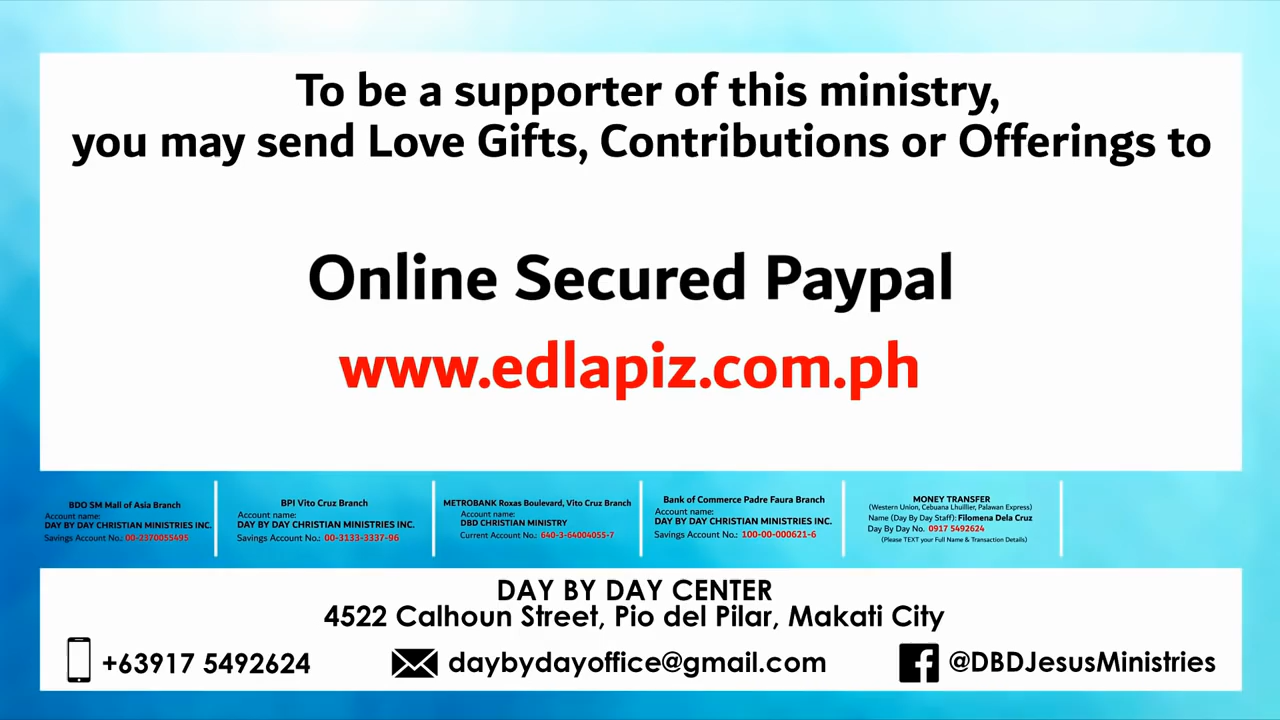 To be a supporter of this ministry,
you may send Love Gifts, Contributions or Offerings to
Online Secured Paypal
www.edlapiz.com.ph
BDO SM Mall of Asia Branch
Account name:
DAY BY DAY CHRISTIAN MINISTRIES INC.
Savings Account No.: 00-2370055495
BPI Vito Cruz Branch
Account name:
DAY BY DAY CHRISTIAN MINISTRIES INC.
Savings Account No.: 00-3133-3337-96
METROBANK Roxas Boulevard, Vito Cruz Branch
Account name:
DBD CHRISTIAN MINISTRY
Current Account No.: 640-3-64004055-7
Bank of Commerce Padre Faura Branch
Account name:
DAY BY DAY CHRISTIAN MINISTRIES INC.
Savings Account No.: 100-00-000621-6
MONEY TRANSFER
(Western Union, Cebuana Lhuillier, Palawan Express)
Name (Day By Day Staff): Filomena Dela Cruz
Day By Day No. 0917 5492624
(Please TEXT your Full Name & Transaction Details)
DAY BY DAY CENTER
4522 Calhoun Street, Pio del Pilar, Makati City
+63917 5492624
daybydayoffice@gmail.com
@DBDJesusMinistries